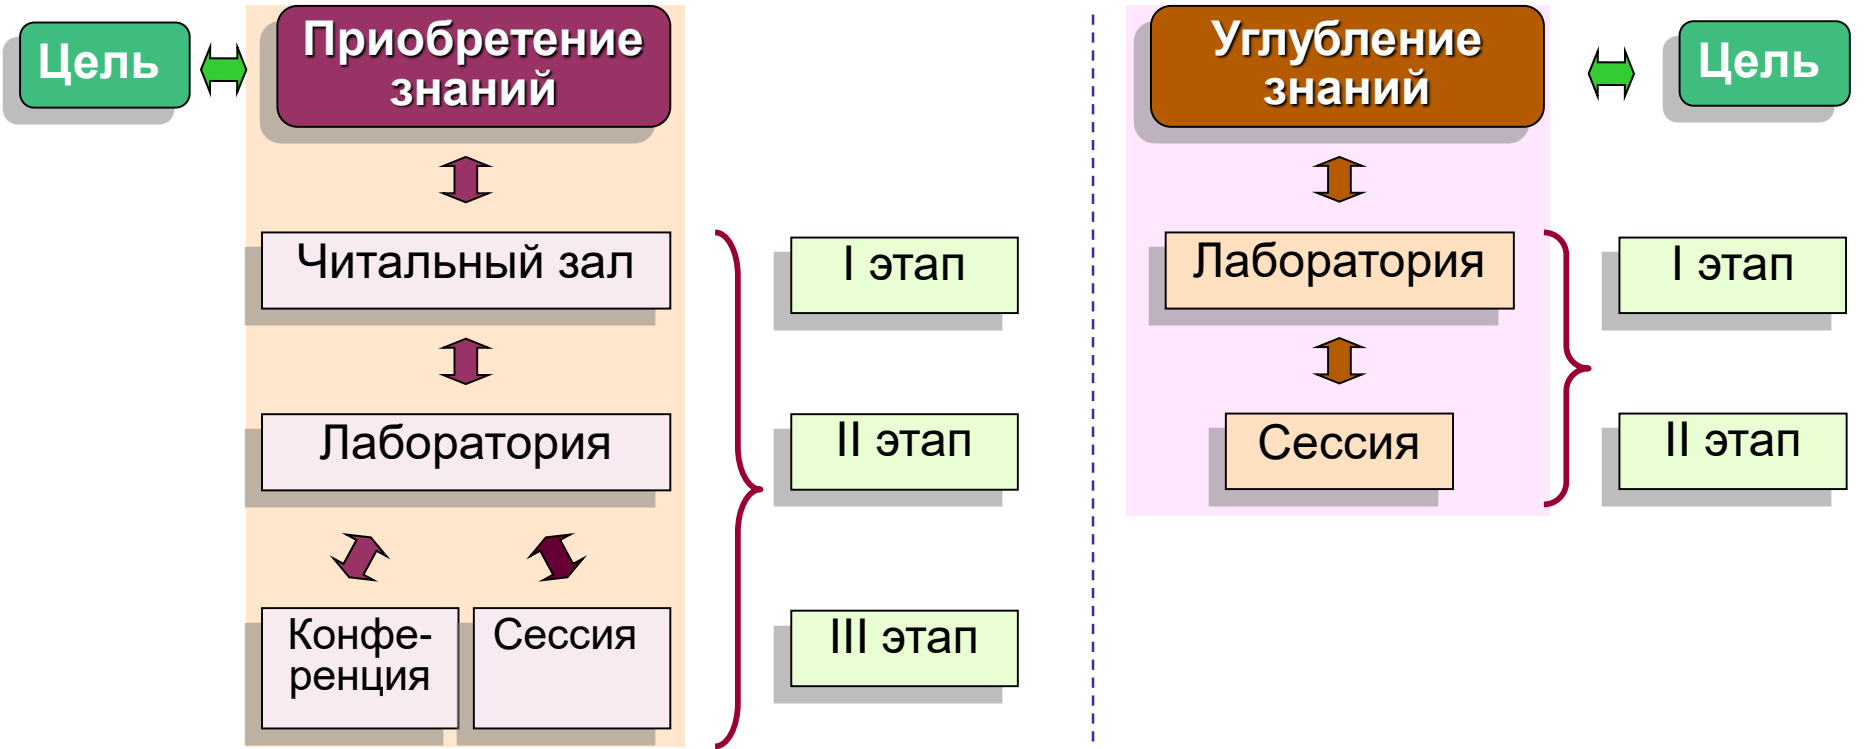 Цель
Приобретение
знаний
Читальный зал
I этап
Лаборатория
II этап
Конфе-
ренция
Сессия
III этап
Углубление
знаний
Цель
Лаборатория
I этап
Сессия
II этап